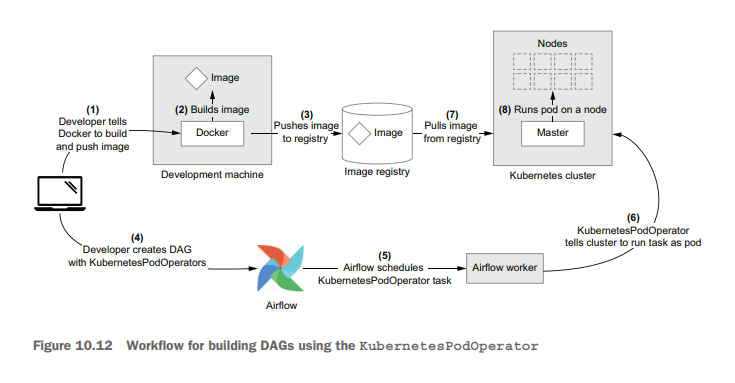 Nodes
Image
(1)
Developer tells
Docker to build
and push image
(2) Builds image
Docker
Development machine
(3)
Pushes image
to registry
Image
Image registry
(7)
Pulls image
from registry
(8) Runs pod on a node
Master
Kubernetes cluster
(4)
Developer creates DAG
with KubernetesPodOperators
Airflow
(5)
Airflow schedules
KubernetesPodOperator task
Airflow worker
(6)
KubernetesPodOperator
tells cluster to run task as pod
Figure 10.12 Workflow for building DAGs using the KubernetesPodOperator